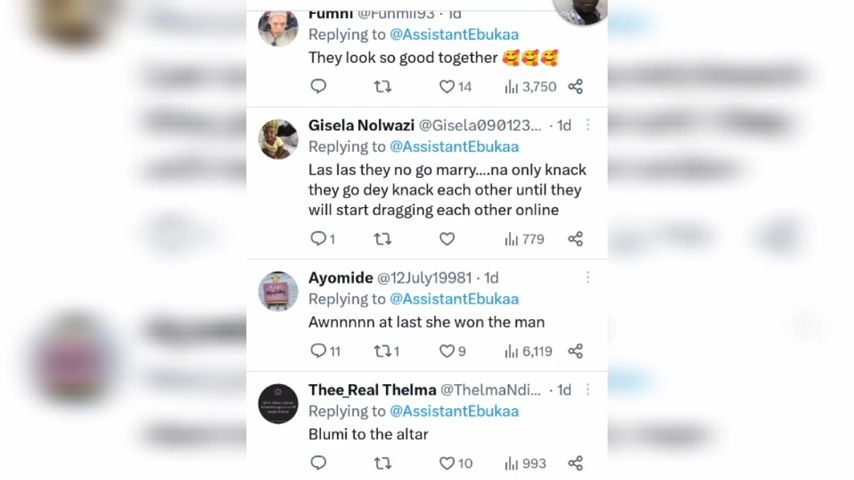 Funmi @Funmii93 · 1d
Replying to @AssistantEbukaa
They look so good together 🥰🥰🥰
14 3,750
Gisela Nolwazi @Gisela090123... · 1d
Replying to @AssistantEbukaa
Las las they no go marry....na only knack
they go dey knack each other until they
will start dragging each other online
1 779
Ayomide @12July19981 · 1d
Replying to @AssistantEbukaa
Awnnnnn at last she won the man
11 1 9 6,119
Thee_Real Thelma @ThelmaNdi... · 1d
Replying to @AssistantEbukaa
Blumi to the altar
10 993